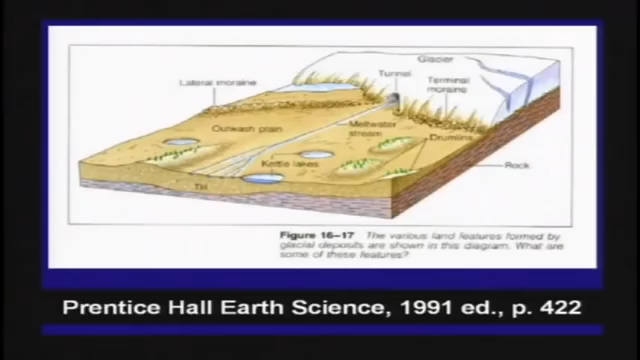 Glacier
Tunnel
Lateral moraine
Terminal
moraine
Outwash plain
Meltwater
stream
Drumlins
Kettle lakes
Rock
Till
Figure 16–17 The various land features formed by
glacial deposits are shown in this diagram. What are
some of these features?
Prentice Hall Earth Science, 1991 ed., p. 422